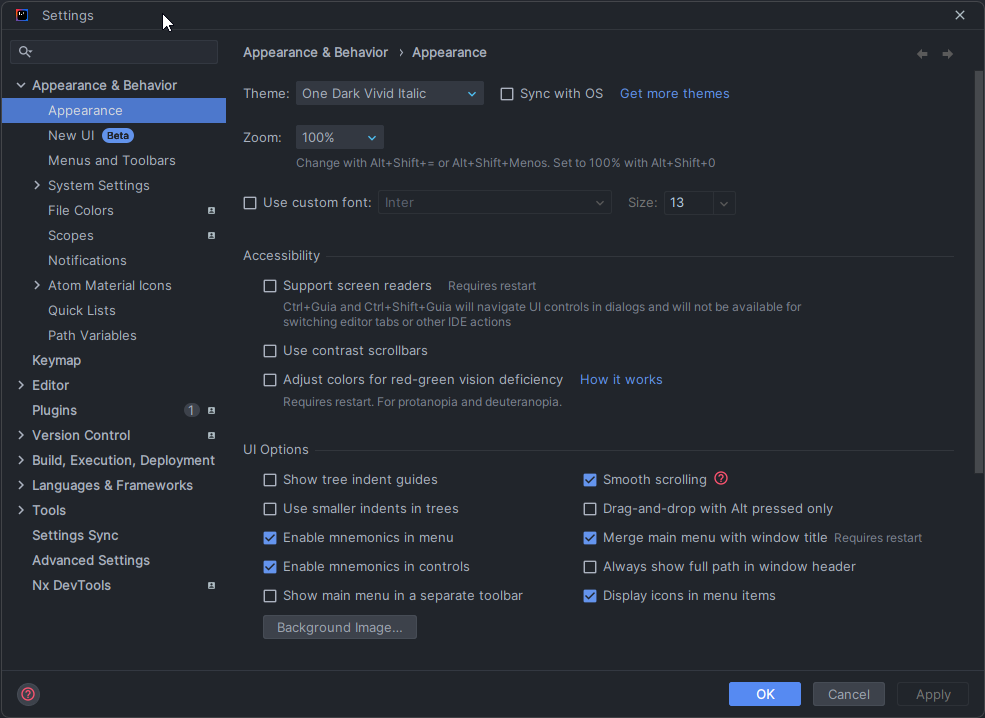 Settings
Appearance & Behavior
Appearance
New UI Beta
Menus and Toolbars
System Settings
File Colors
Scopes
Notifications
Atom Material Icons
Quick Lists
Path Variables
Keymap
Editor
Plugins 1
Version Control
Build, Execution, Deployment
Languages & Frameworks
Tools
Settings Sync
Advanced Settings
Nx DevTools
Appearance & Behavior › Appearance
Theme: One Dark Vivid Italic Sync with OS Get more themes
Zoom: 100%
Change with Alt+Shift+= or Alt+Shift+Menos. Set to 100% with Alt+Shift+0
Use custom font: Inter Size: 13
Accessibility
Support screen readers Requires restart
Ctrl+Guia and Ctrl+Shift+Guia will navigate UI controls in dialogs and will not be available for
switching editor tabs or other IDE actions
Use contrast scrollbars
Adjust colors for red-green vision deficiency How it works
Requires restart. For protanopia and deuteranopia.
UI Options
Show tree indent guides Smooth scrolling ?
Use smaller indents in trees Drag-and-drop with Alt pressed only
Enable mnemonics in menu Merge main menu with window title Requires restart
Enable mnemonics in controls Always show full path in window header
Show main menu in a separate toolbar Display icons in menu items
Background Image...
? OK Cancel Apply